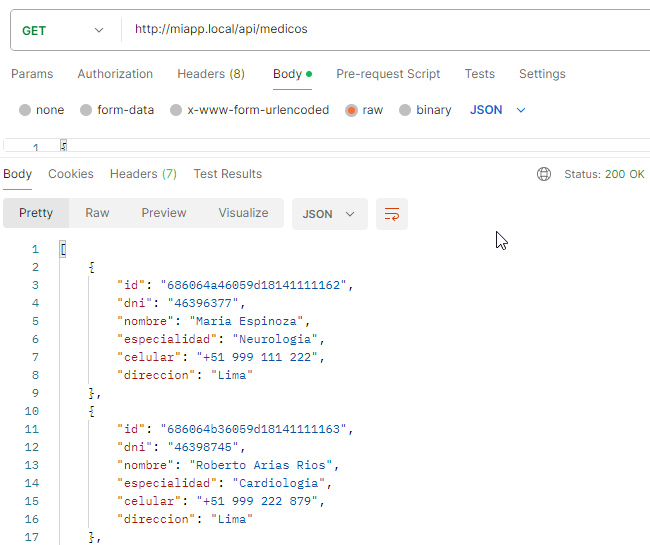 GET http://miapp.local/api/medicos
Params Authorization Headers (8) Body Pre-request Script Tests Settings
none form-data x-www-form-urlencoded raw binary JSON
1 {
Body Cookies Headers (7) Test Results Status: 200 OK
Pretty Raw Preview Visualize JSON
1 [
2 {
3 "id": "686064a46059d18141111162",
4 "dni": "46396377",
5 "nombre": "Maria Espinoza",
6 "especialidad": "Neurologia",
7 "celular": "+51 999 111 222",
8 "direccion": "Lima"
9 },
10 {
11 "id": "686064b36059d18141111163",
12 "dni": "46398745",
13 "nombre": "Roberto Arias Rios",
14 "especialidad": "Cardiologia",
15 "celular": "+51 999 222 879",
16 "direccion": "Lima"
17 },